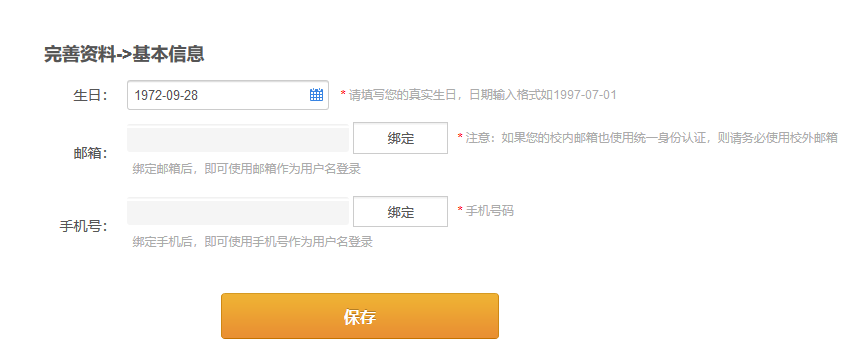 完善资料->基本信息
生日： 1972-09-28 * 请填写您的真实生日，日期输入格式如1997-07-01
邮箱： 绑定 * 注意：如果您的校内邮箱也使用统一身份认证，则请务必使用校外邮箱
绑定邮箱后，即可使用邮箱作为用户名登录
手机号： 绑定 * 手机号码
绑定手机后，即可使用手机号作为用户名登录
保存